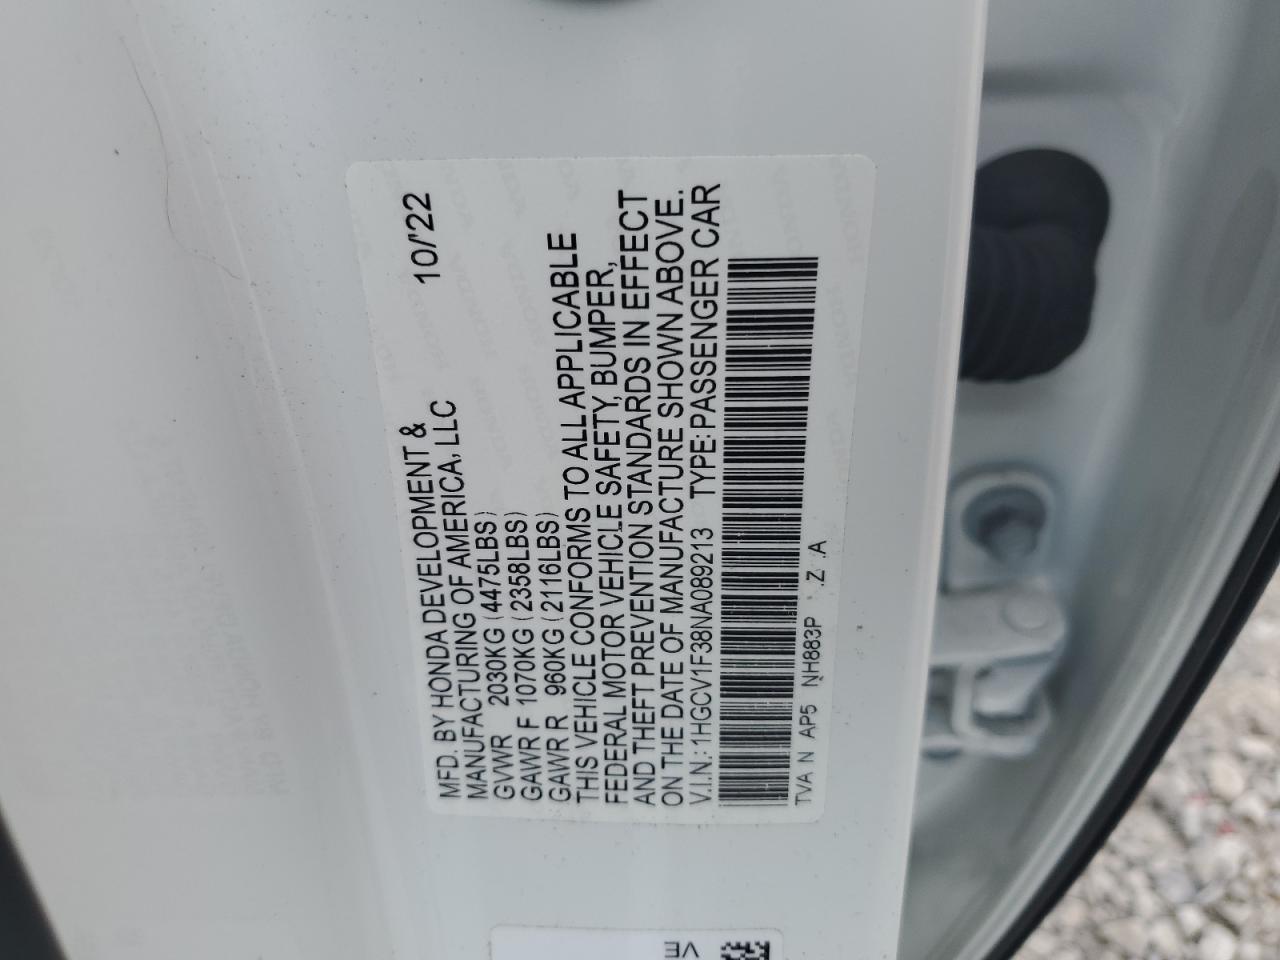 MFD. BY HONDA DEVELOPMENT & 10/'22
MANUFACTURING OF AMERICA, LLC
GVWR 2030KG (4475LBS)
GAWR F 1070KG (2358LBS)
GAWR R 960KG (2116LBS)
THIS VEHICLE CONFORMS TO ALL APPLICABLE
FEDERAL MOTOR VEHICLE SAFETY, BUMPER,
AND THEFT PREVENTION STANDARDS IN EFFECT
ON THE DATE OF MANUFACTURE SHOWN ABOVE.
V.I.N.: 1HGCV1F38NA089213 TYPE: PASSENGER CAR
TVA N AP5 NH883P .Z .A
VE